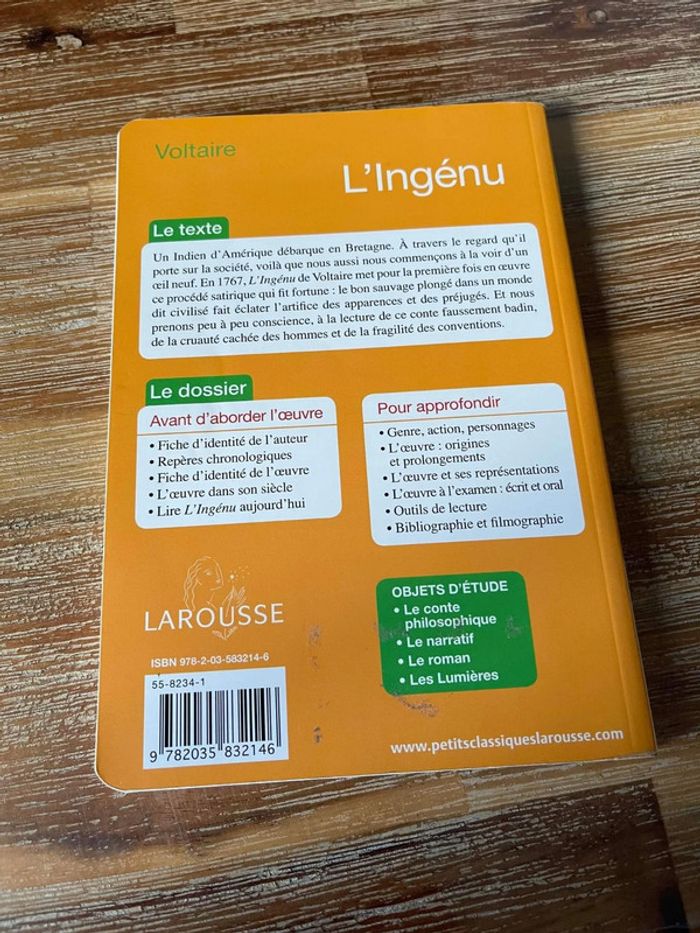 Voltaire
L'Ingénu
Le texte
Un Indien d'Amérique débarque en Bretagne. À travers le regard qu'il
porte sur la société, voilà que nous aussi nous commençons à la voir d'un
œil neuf. En 1767, L'Ingénu de Voltaire met pour la première fois en œuvre
ce procédé satirique qui fit fortune : le bon sauvage plongé dans un monde
dit civilisé fait éclater l'artifice des apparences et des préjugés. Et nous
prenons peu à peu conscience, à la lecture de ce conte faussement badin,
de la cruauté cachée des hommes et de la fragilité des conventions.
Le dossier
Avant d'aborder l'œuvre
• Fiche d'identité de l'auteur
• Repères chronologiques
• Fiche d'identité de l'œuvre
• L'œuvre dans son siècle
• Lire L'Ingénu aujourd'hui
Pour approfondir
• Genre, action, personnages
• L'œuvre : origines
et prolongements
• L'œuvre et ses représentations
• L'œuvre à l'examen : écrit et oral
• Outils de lecture
• Bibliographie et filmographie
LAROUSSE
OBJETS D'ÉTUDE
• Le conte
philosophique
• Le narratif
• Le roman
• Les Lumières
ISBN 978-2-03-583214-6
55-8234-1
9 782035 832146
www.petitsclassiqueslarousse.com